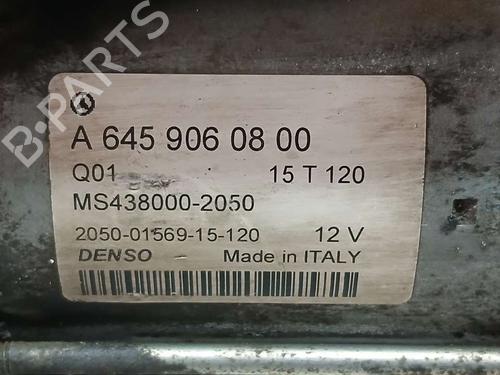 A 645 906 08 00
Q01 15 T 120
MS438000-2050
2050-01569-15-120 12 V
DENSO Made in ITALY
B-PARTS